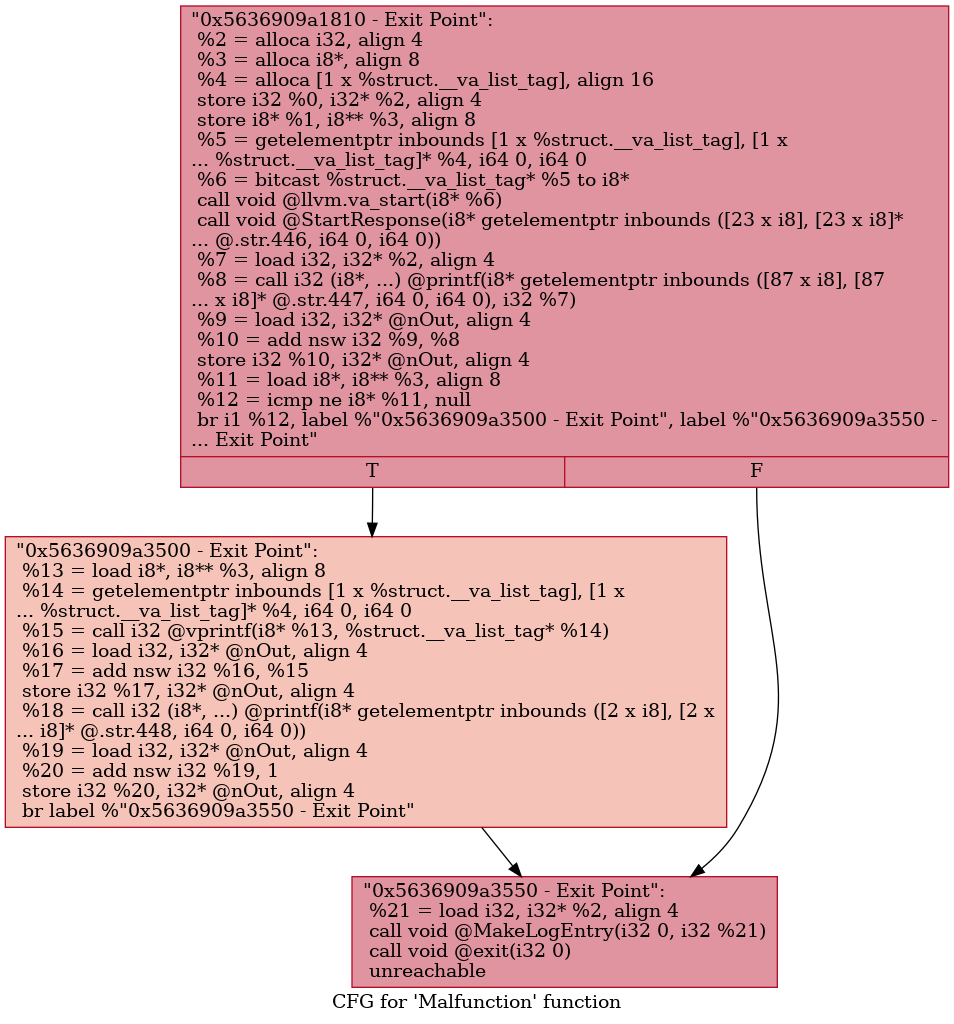 "0x5636909a1810 - Exit Point":
%2 = alloca i32, align 4
%3 = alloca i8*, align 8
%4 = alloca [1 x %struct.__va_list_tag], align 16
store i32 %0, i32* %2, align 4
store i8* %1, i8** %3, align 8
%5 = getelementptr inbounds [1 x %struct.__va_list_tag], [1 x
... %struct.__va_list_tag]* %4, i64 0, i64 0
%6 = bitcast %struct.__va_list_tag* %5 to i8*
call void @llvm.va_start(i8* %6)
call void @StartResponse(i8* getelementptr inbounds ([23 x i8], [23 x i8]*
... @.str.446, i64 0, i64 0))
%7 = load i32, i32* %2, align 4
%8 = call i32 (i8*, ...) @printf(i8* getelementptr inbounds ([87 x i8], [87
... x i8]* @.str.447, i64 0, i64 0), i32 %7)
%9 = load i32, i32* @nOut, align 4
%10 = add nsw i32 %9, %8
store i32 %10, i32* @nOut, align 4
%11 = load i8*, i8** %3, align 8
%12 = icmp ne i8* %11, null
br i1 %12, label %"0x5636909a3500 - Exit Point", label %"0x5636909a3550 -
... Exit Point"
T F
"0x5636909a3500 - Exit Point":
%13 = load i8*, i8** %3, align 8
%14 = getelementptr inbounds [1 x %struct.__va_list_tag], [1 x
... %struct.__va_list_tag]* %4, i64 0, i64 0
%15 = call i32 @vprintf(i8* %13, %struct.__va_list_tag* %14)
%16 = load i32, i32* @nOut, align 4
%17 = add nsw i32 %16, %15
store i32 %17, i32* @nOut, align 4
%18 = call i32 (i8*, ...) @printf(i8* getelementptr inbounds ([2 x i8], [2 x
... i8]* @.str.448, i64 0, i64 0))
%19 = load i32, i32* @nOut, align 4
%20 = add nsw i32 %19, 1
store i32 %20, i32* @nOut, align 4
br label %"0x5636909a3550 - Exit Point"
"0x5636909a3550 - Exit Point":
%21 = load i32, i32* %2, align 4
call void @MakeLogEntry(i32 0, i32 %21)
call void @exit(i32 0)
unreachable
CFG for 'Malfunction' function